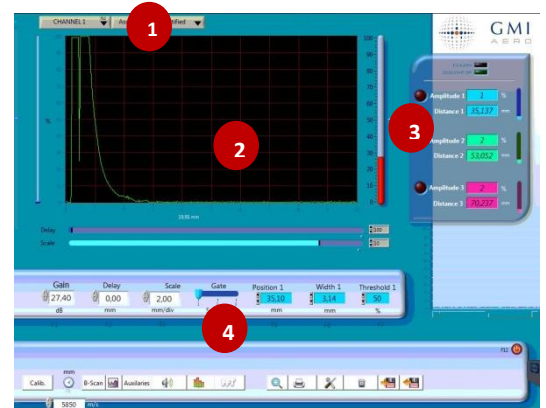 CHANNEL 1
1
GMI
AERO
100
90
80
70
60
50
40
30
20
10
0
%
2
3
Amplitude 1 1 %
Distance 1 35,137 mm
Amplitude 2 2 %
Distance 2 53,052 mm
Amplitude 3 2 %
Distance 3 70,237 mm
Delay 100
Scale 50
Gain Delay Scale Gate Position 1 Width 1 Threshold 1
27,40 0,00 2,00 35,10 3,14 50
dB mm mm/div mm mm %
4
F11
mm
Calib. B-Scan Auxilaries
5850 m/s